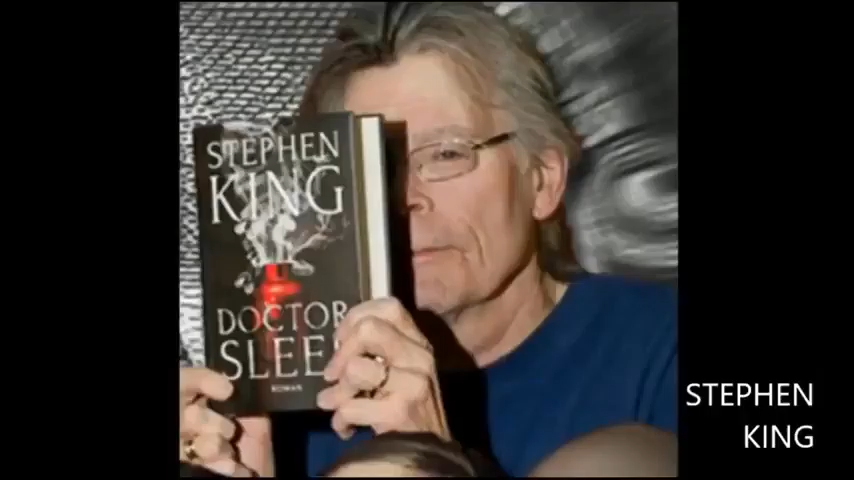 STEPHEN
KING
DOCTOR
SLEE
ROMAN
STEPHEN
KING